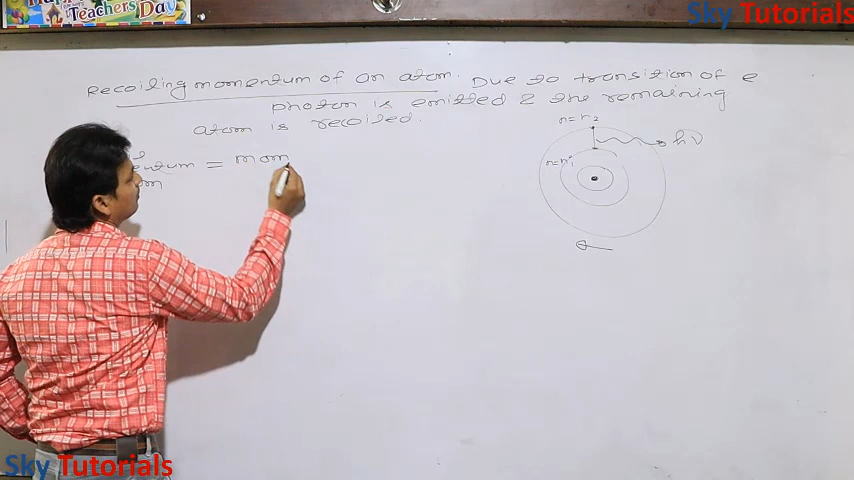 Teachers Day
Sky Tutorials
Recoiling momentum of an atom. Due to transition of e
photon is emitted & the remaining
atom is recoiled.
n=n2
hν
n=n1
= mom
Sky Tutorials